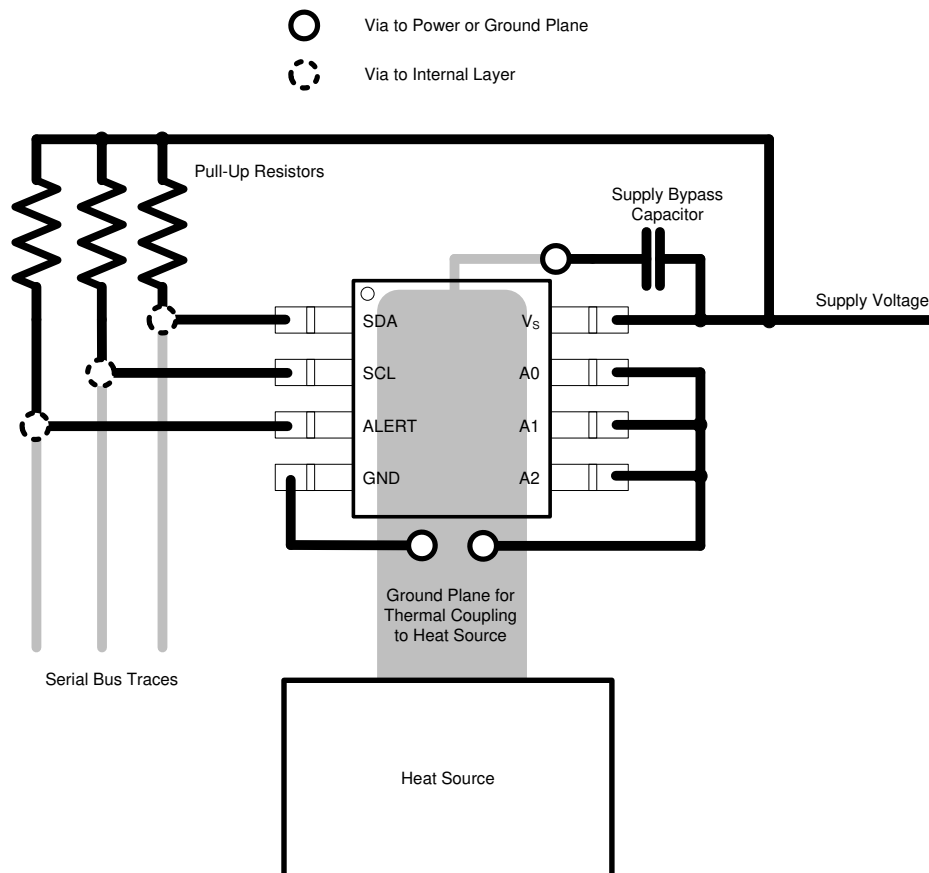 Via to Power or Ground Plane
Via to Internal Layer
Pull-Up Resistors
Supply Bypass
Capacitor
Supply Voltage
SDA
VS
SCL
A0
ALERT
A1
GND
A2
Ground Plane for
Thermal Coupling
to Heat Source
Serial Bus Traces
Heat Source